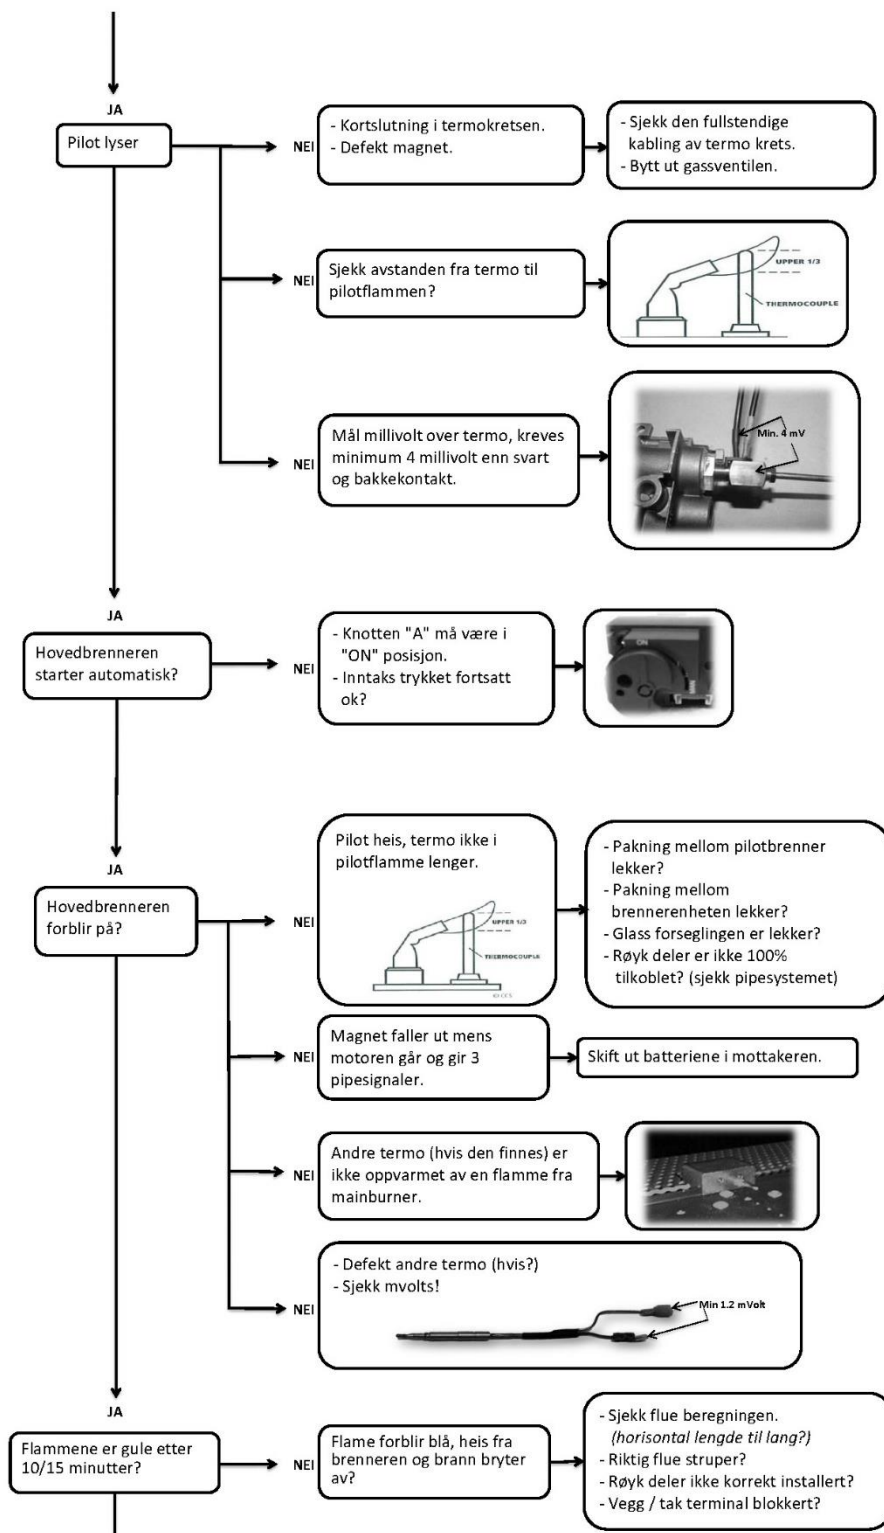 JA
Pilot lyser
NEI
- Kortslutning i termokretsen.
- Defekt magnet.
- Sjekk den fullstendige
kabling av termo krets.
- Bytt ut gassventilen.
NEI
Sjekk avstanden fra termo til
pilotflammen?
UPPER 1/3
THERMOCOUPLE
NEI
Mål millivolt over termo, kreves
minimum 4 millivolt enn svart
og bakkekontakt.
Min. 4 mV
JA
Hovedbrenneren
starter automatisk?
NEI
- Knotten "A" må være i
"ON" posisjon.
- Inntaks trykket fortsatt
ok?
ON
MAN
JA
Hovedbrenneren
forblir på?
NEI
Pilot heis, termo ikke i
pilotflamme lenger.
UPPER 1/3
THERMOCOUPLE
© CES
- Pakning mellom pilotbrenner
lekker?
- Pakning mellom
brennerenheten lekker?
- Glass forseglingen er lekker?
- Røyk deler er ikke 100%
tilkoblet? (sjekk pipesystemet)
NEI
Magnet faller ut mens
motoren går og gir 3
pipesignaler.
Skift ut batteriene i mottakeren.
NEI
Andre termo (hvis den finnes) er
ikke oppvarmet av en flamme fra
mainburner.
NEI
- Defekt andre termo (hvis?)
- Sjekk mvolts!
Min 1.2 mVolt
JA
Flammene er gule etter
10/15 minutter?
NEI
Flame forblir blå, heis fra
brenneren og brann bryter
av?
- Sjekk flue beregningen.
(horisontal lengde til lang?)
- Riktig flue struper?
- Røyk deler ikke korrekt installert?
- Vegg / tak terminal blokkert?